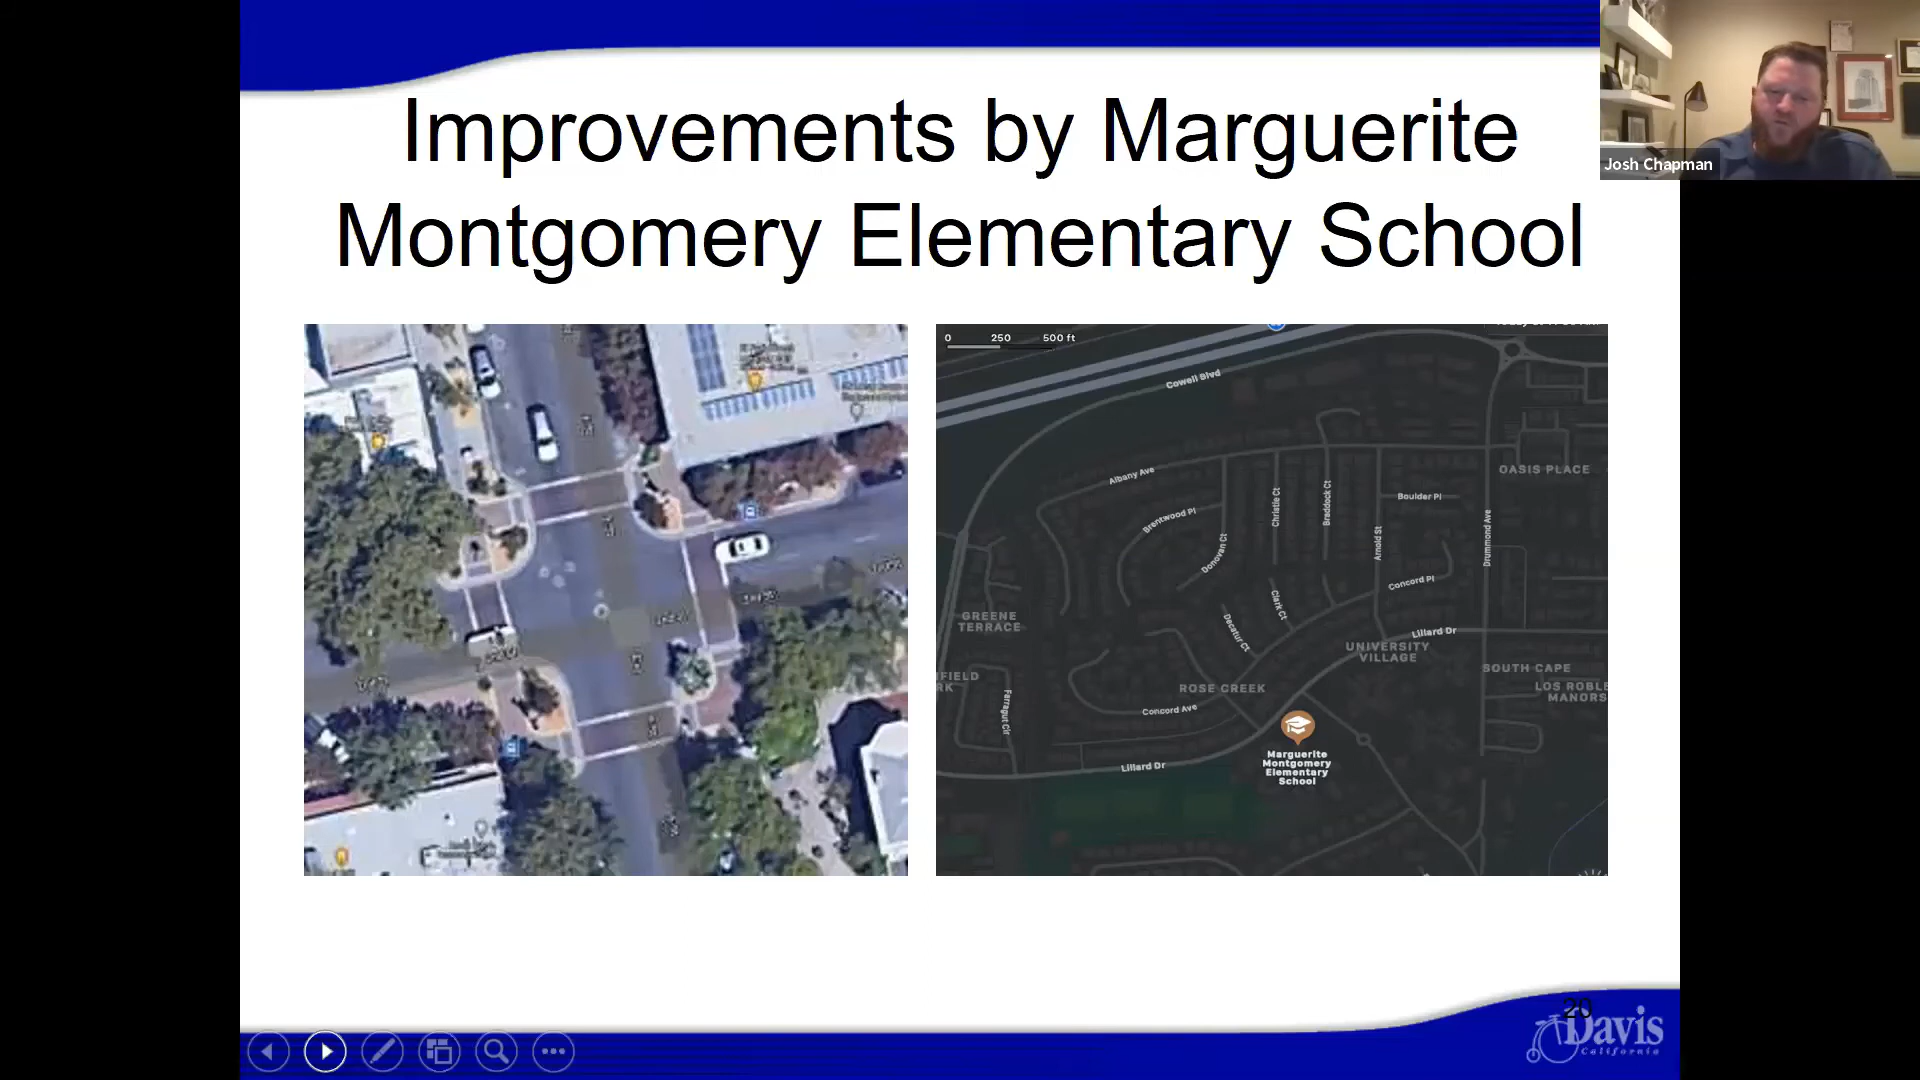 Improvements by Marguerite
Montgomery Elementary School
Josh Chapman
0 250 500 ft
Cowell Blvd
OASIS PLACE
Albany Ave
Boulder Pl
Christie Ct
Braddock Ct
Brentwood Pl
Arnold St
Drummond Ave
Donovan Ct
Concord Pl
Clark Ct
GREENE
TERRACE
Decatur Ct
Lillard Dr
UNIVERSITY
VILLAGE
SOUTH CAPE
ROSE CREEK
LOS ROBLE
MANORS
Farragut Cir
Concord Ave
Marguerite
Montgomery
Elementary
School
Lillard Dr
20
Davis
California